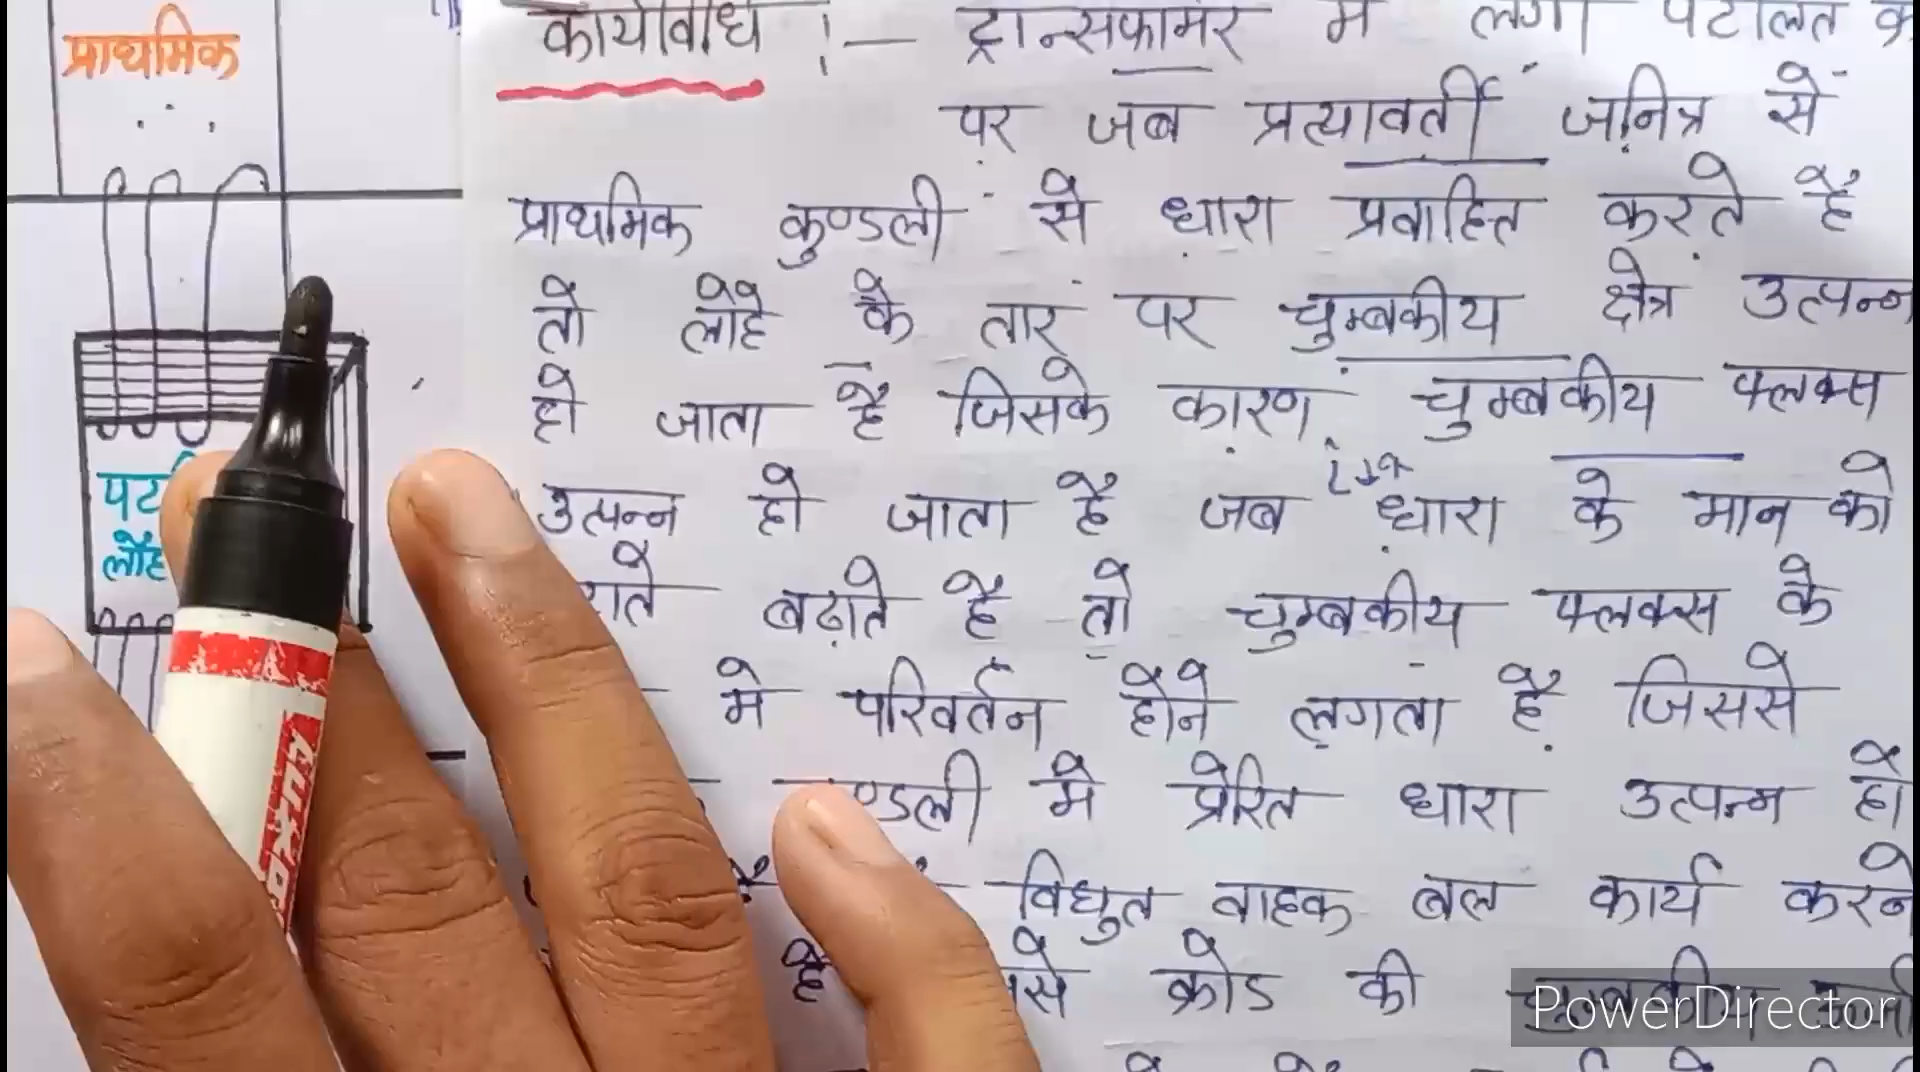 प्राथमिक
कार्यविधि :— ट्रान्सफार्मर में लगे पटलित
पर जब प्रत्यावर्ती जनित्र से
प्राथमिक कुण्डली से धारा प्रवाहित करते है
तो लोहे के तार पर चुम्बकीय क्षेत्र उत्पन्न
हो जाता है जिसके कारण चुम्बकीय फ्लक्स
उत्पन्न हो जाता है जब धारा के मान को
बढ़ाते है तो चुम्बकीय फ्लक्स के
मे परिवर्तन होने लगता है जिससे
मे प्रेरित धारा उत्पन्न हो
विधुत वाहक बल कार्य करने
है क्रोड की चुम्बकीय
PowerDirector